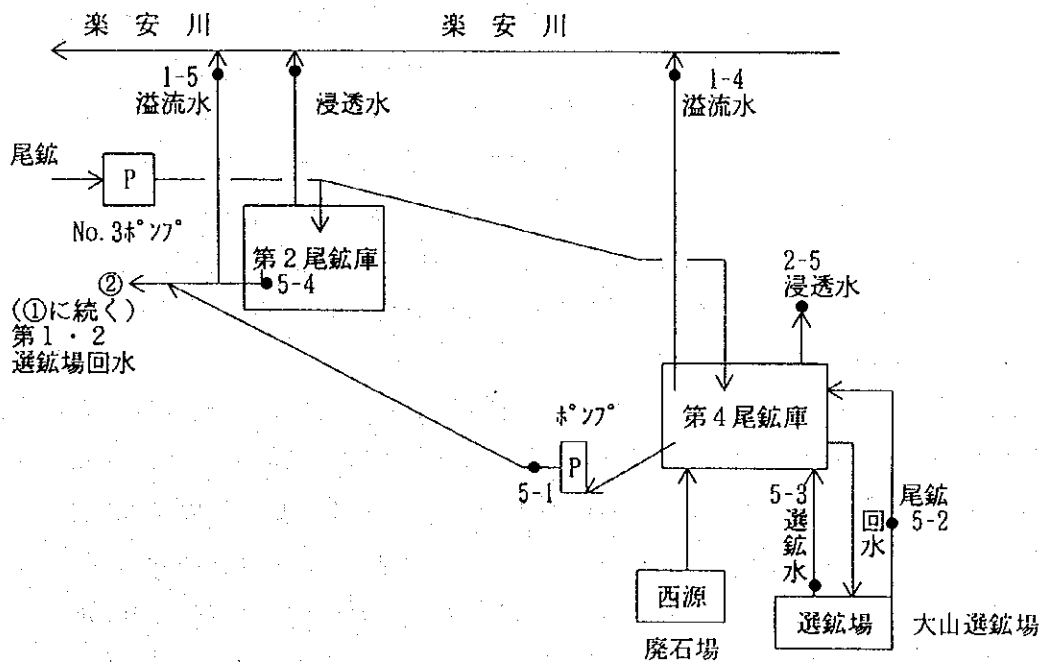 楽 安 川
楽 安 川
1-5
溢流水
浸透水
1-4
溢流水
尾鉱
P
No.3ﾎﾟﾝﾌﾟ
第2尾鉱庫
5-4
②
(①に続く)
第1・2
選鉱場回水
2-5
浸透水
第4尾鉱庫
ﾎﾟﾝﾌﾟ
P
5-1
5-3
選鉱水
回水
尾鉱
5-2
西源
廃石場
選鉱場
大山選鉱場